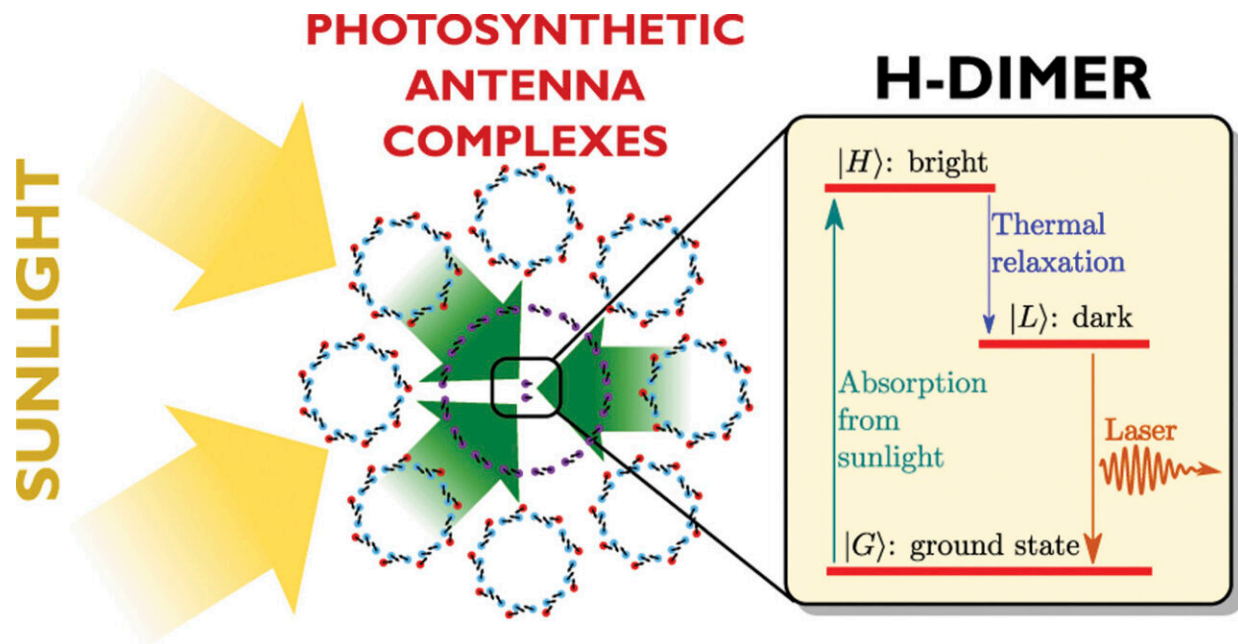 SUNLIGHT
PHOTOSYNTHETIC
ANTENNA
COMPLEXES
H-DIMER
|H⟩: bright
Thermal
relaxation
|L⟩: dark
Absorption
from
sunlight
Laser
|G⟩: ground state